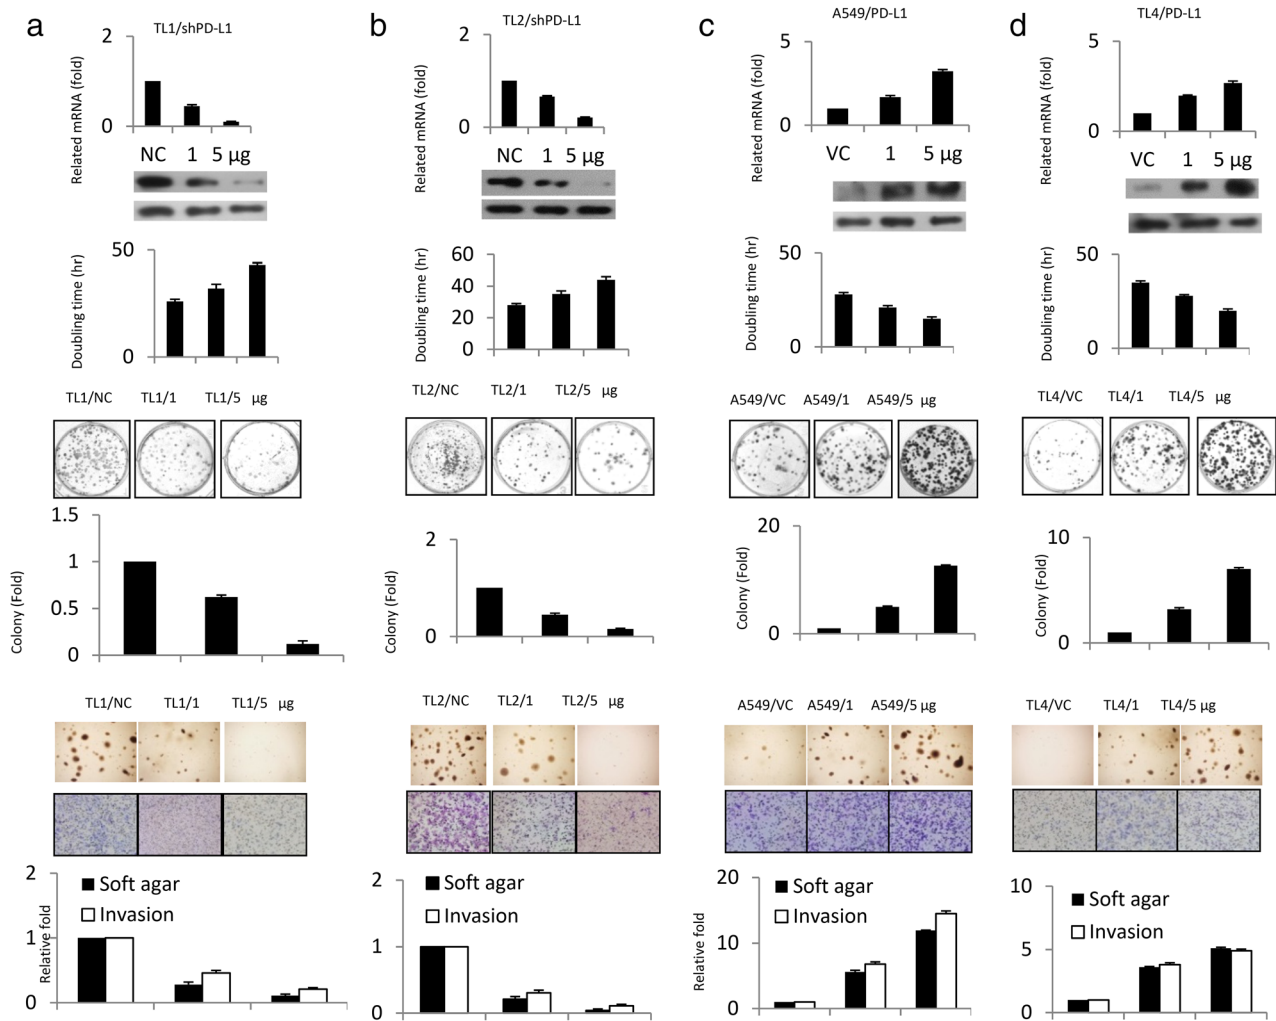 a
TL1/shPD-L1
Related mRNA (fold)
2
1
0
NC 1 5 µg
Doubling time (hr)
50
0
TL1/NC TL1/1 TL1/5 µg
Colony (Fold)
1.5
1
0.5
0
TL1/NC TL1/1 TL1/5 µg
Relative fold
2
1
0
Soft agar
Invasion
b
TL2/shPD-L1
Related mRNA (fold)
2
1
0
NC 1 5 µg
Doubling time (hr)
60
40
20
0
TL2/NC TL2/1 TL2/5 µg
Colony (Fold)
2
1
0
TL2/NC TL2/1 TL2/5 µg
2
1
0
Soft agar
Invasion
c
A549/PD-L1
Related mRNA (fold)
5
0
VC 1 5 µg
Doubling time (hr)
50
0
A549/VC A549/1 A549/5 µg
Colony (Fold)
20
0
A549/VC A549/1 A549/5 µg
Relative fold
20
10
0
Soft agar
Invasion
d
TL4/PD-L1
Related mRNA (fold)
5
0
VC 1 5 µg
Doubling time (hr)
50
0
TL4/VC TL4/1 TL4/5 µg
Colony (Fold)
10
0
TL4/VC TL4/1 TL4/5 µg
10
5
0
Soft agar
Invasion